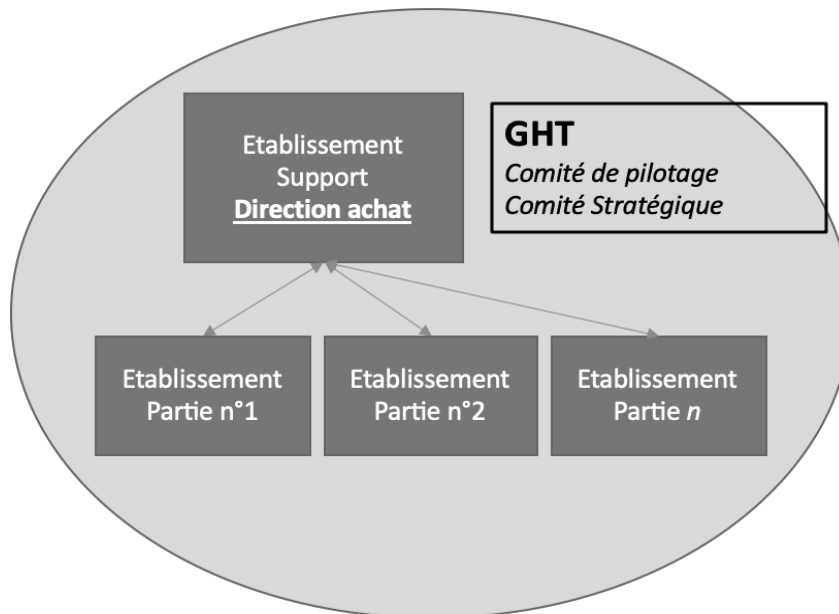 Etablissement
Support
Direction achat
GHT
Comité de pilotage
Comité Stratégique
Etablissement
Partie n°1
Etablissement
Partie n°2
Etablissement
Partie n